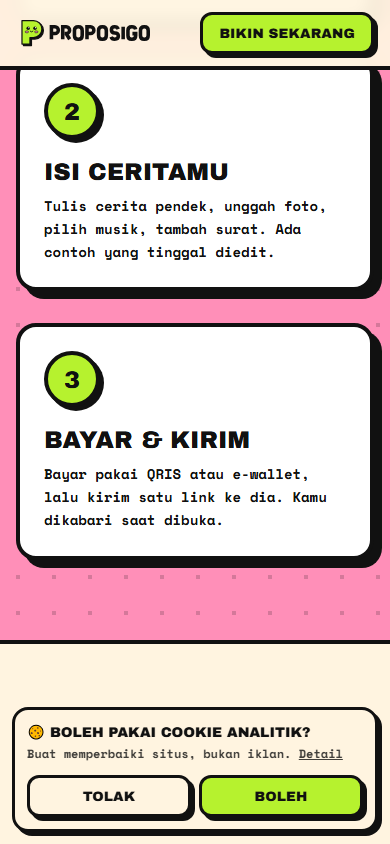 PROPOSIGO
BIKIN SEKARANG
2
ISI CERITAMU
Tulis cerita pendek, unggah foto,
pilih musik, tambah surat. Ada
contoh yang tinggal diedit.
3
BAYAR & KIRIM
Bayar pakai QRIS atau e-wallet,
lalu kirim satu link ke dia. Kamu
dikabari saat dibuka.
BOLEH PAKAI COOKIE ANALITIK?
Buat memperbaiki situs, bukan iklan. Detail
TOLAK
BOLEH